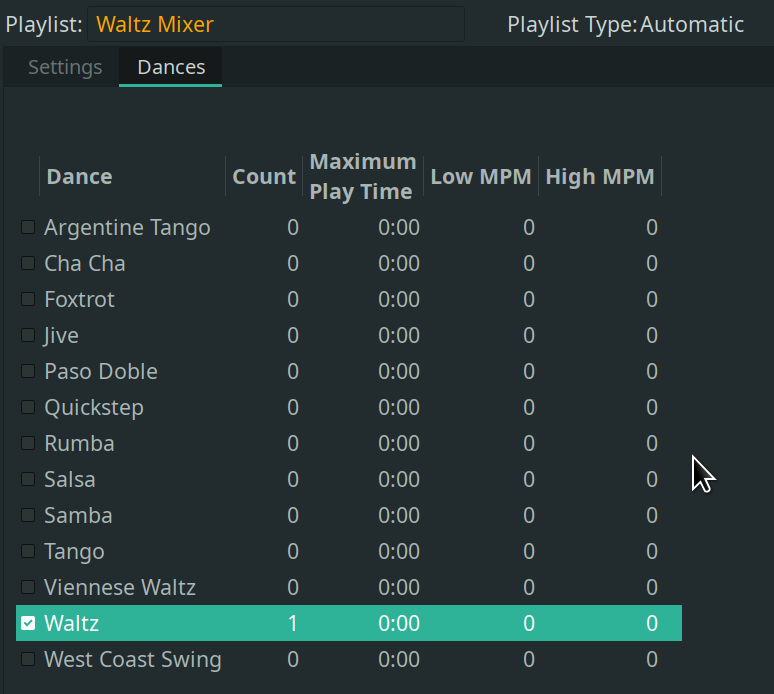 Playlist: Waltz Mixer Playlist Type: Automatic
Settings Dances
Dance Count Maximum Play Time Low MPM High MPM
Argentine Tango 0 0:00 0 0
Cha Cha 0 0:00 0 0
Foxtrot 0 0:00 0 0
Jive 0 0:00 0 0
Paso Doble 0 0:00 0 0
Quickstep 0 0:00 0 0
Rumba 0 0:00 0 0
Salsa 0 0:00 0 0
Samba 0 0:00 0 0
Tango 0 0:00 0 0
Viennese Waltz 0 0:00 0 0
Waltz 1 0:00 0 0
West Coast Swing 0 0:00 0 0